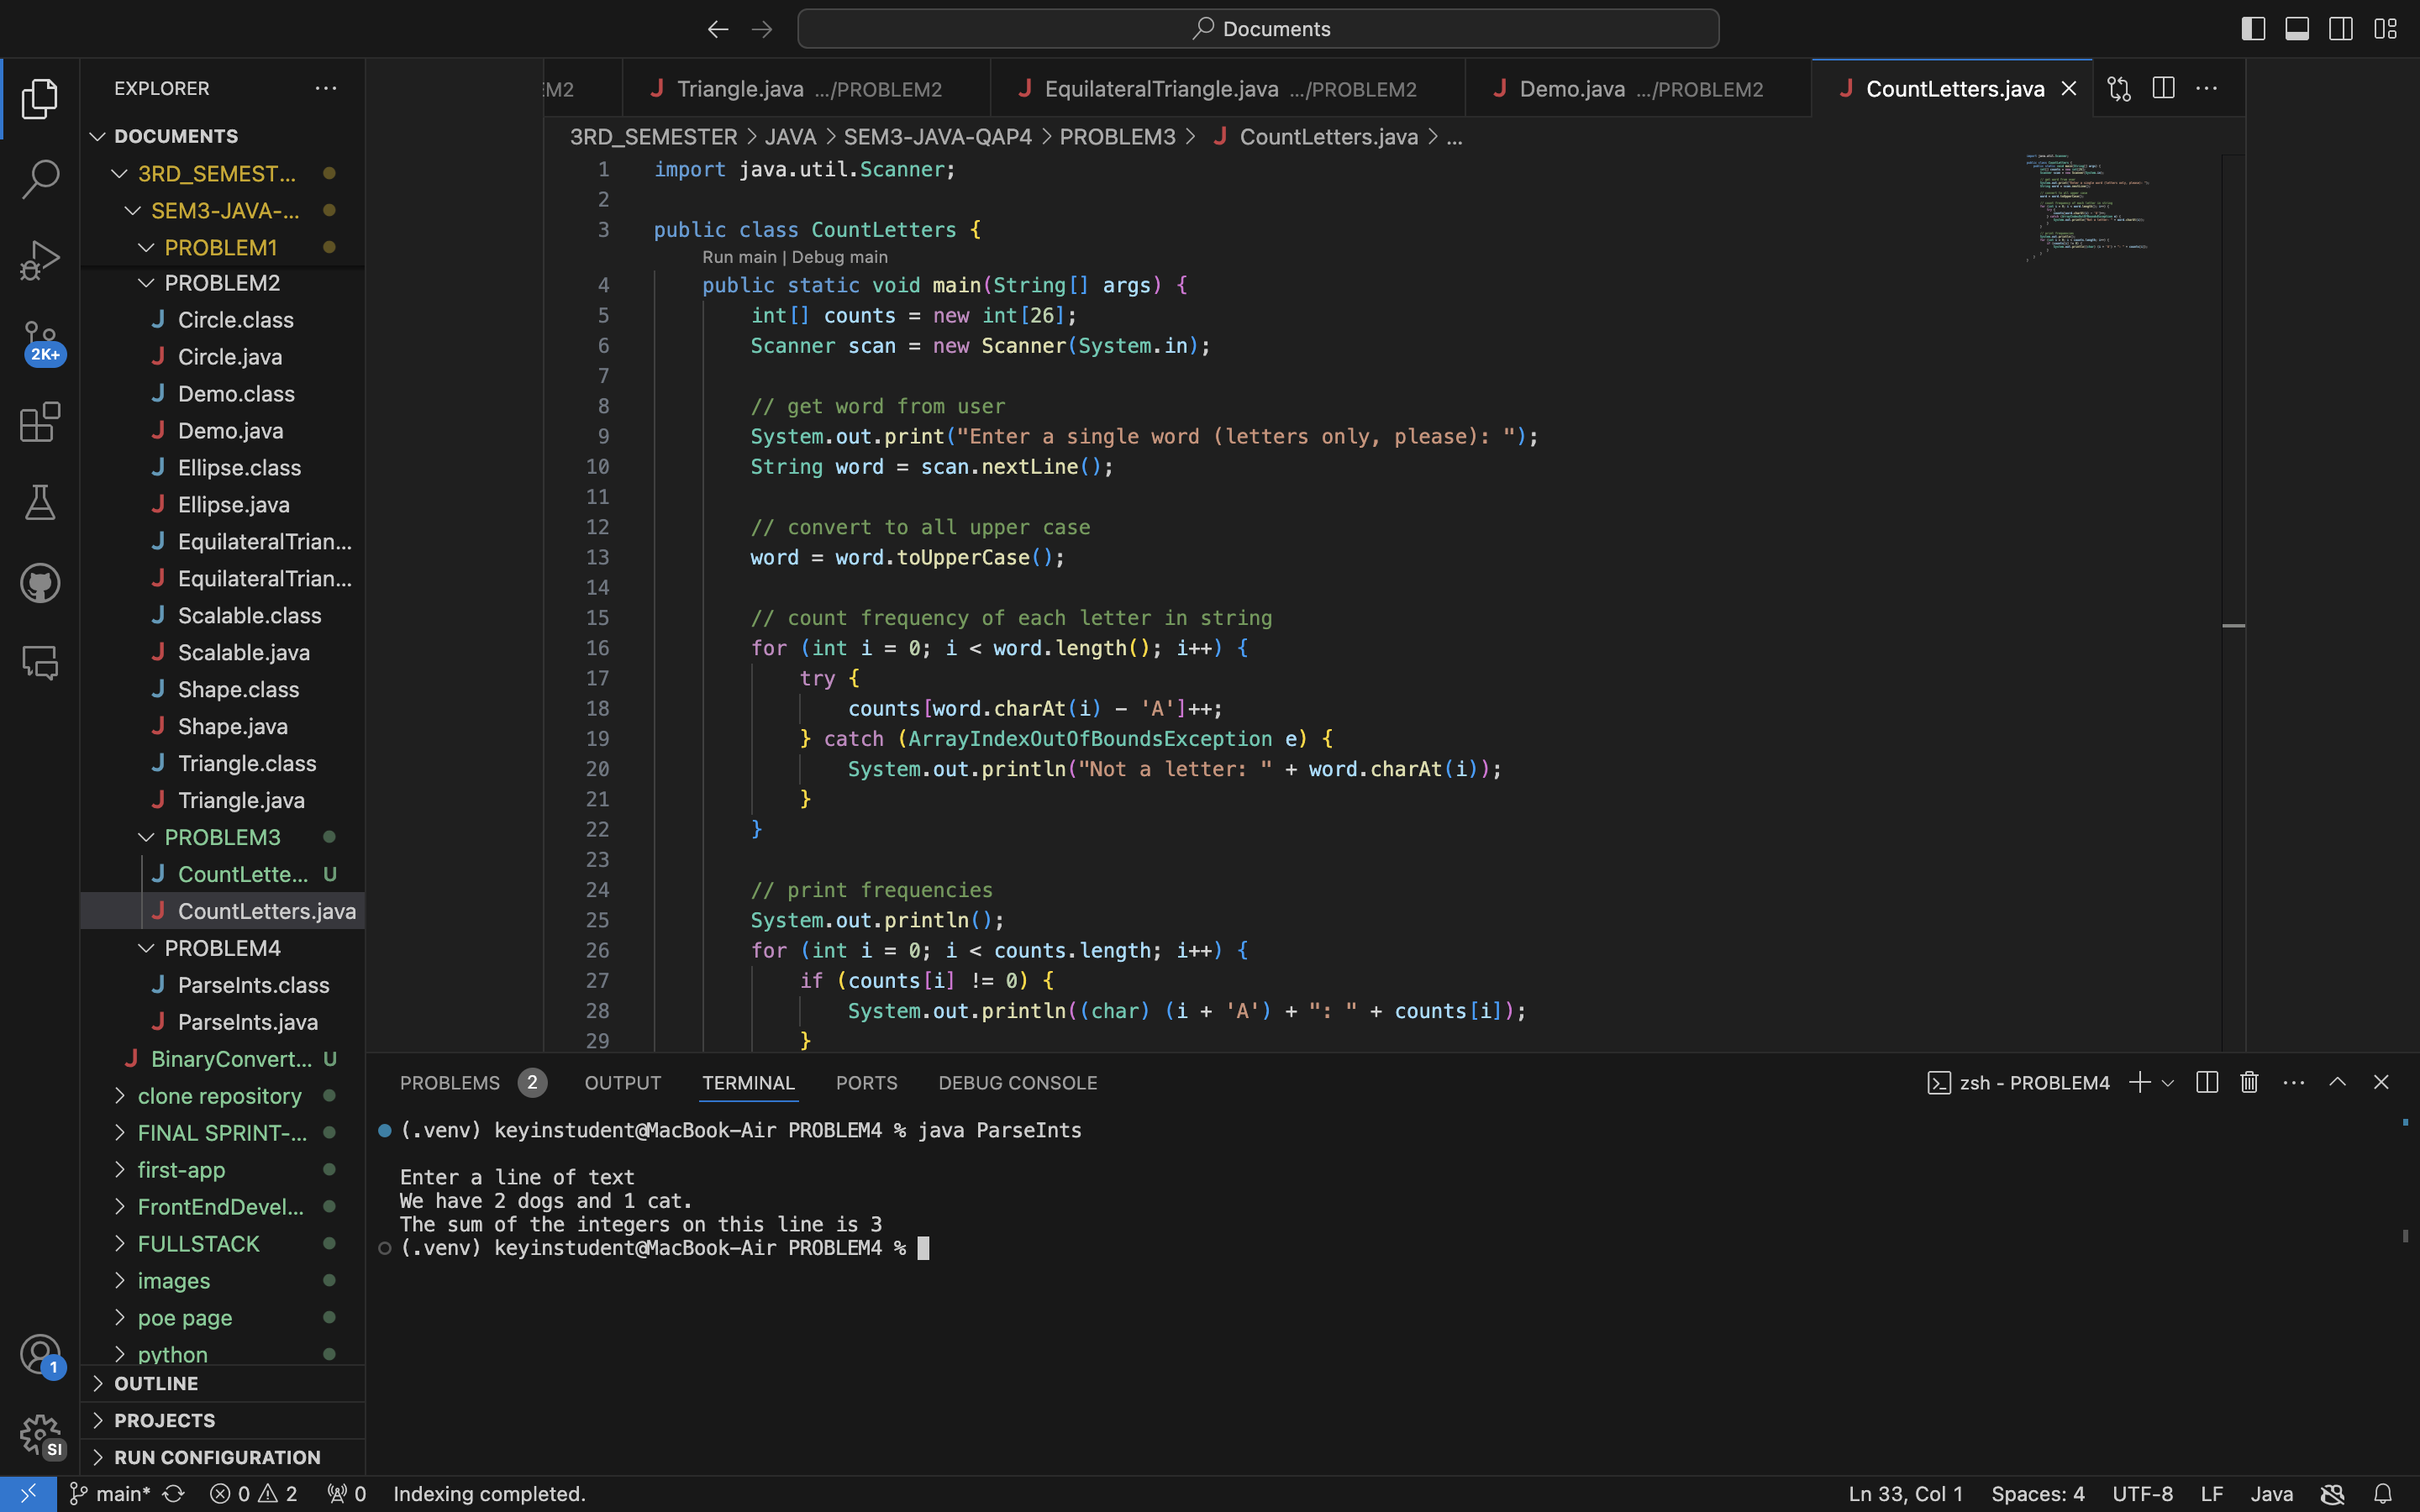 Documents
EXPLORER
DOCUMENTS
3RD_SEMEST...
SEM3-JAVA-...
PROBLEM1
PROBLEM2
Circle.class
Circle.java
Demo.class
Demo.java
Ellipse.class
Ellipse.java
EquilateralTrian...
EquilateralTrian...
Scalable.class
Scalable.java
Shape.class
Shape.java
Triangle.class
Triangle.java
PROBLEM3
CountLette... U
CountLetters.java
PROBLEM4
ParseInts.class
ParseInts.java
BinaryConvert... U
clone repository
FINAL SPRINT-...
first-app
FrontEndDevel...
FULLSTACK
images
poe page
python
OUTLINE
PROJECTS
RUN CONFIGURATION
2K+
1
SI
M2 Triangle.java .../PROBLEM2 EquilateralTriangle.java .../PROBLEM2 Demo.java .../PROBLEM2 CountLetters.java
3RD_SEMESTER > JAVA > SEM3-JAVA-QAP4 > PROBLEM3 > CountLetters.java > ...
1 import java.util.Scanner;
2
3 public class CountLetters {
Run main | Debug main
4 public static void main(String[] args) {
5 int[] counts = new int[26];
6 Scanner scan = new Scanner(System.in);
7
8 // get word from user
9 System.out.print("Enter a single word (letters only, please): ");
10 String word = scan.nextLine();
11
12 // convert to all upper case
13 word = word.toUpperCase();
14
15 // count frequency of each letter in string
16 for (int i = 0; i < word.length(); i++) {
17 try {
18 counts[word.charAt(i) - 'A']++;
19 } catch (ArrayIndexOutOfBoundsException e) {
20 System.out.println("Not a letter: " + word.charAt(i));
21 }
22 }
23
24 // print frequencies
25 System.out.println();
26 for (int i = 0; i < counts.length; i++) {
27 if (counts[i] != 0) {
28 System.out.println((char) (i + 'A') + ": " + counts[i]);
29 }
PROBLEMS 2 OUTPUT TERMINAL PORTS DEBUG CONSOLE zsh - PROBLEM4
(.venv) keyinstudent@MacBook-Air PROBLEM4 % java ParseInts
Enter a line of text
We have 2 dogs and 1 cat.
The sum of the integers on this line is 3
(.venv) keyinstudent@MacBook-Air PROBLEM4 %
main* 0 2 0 Indexing completed. Ln 33, Col 1 Spaces: 4 UTF-8 LF Java